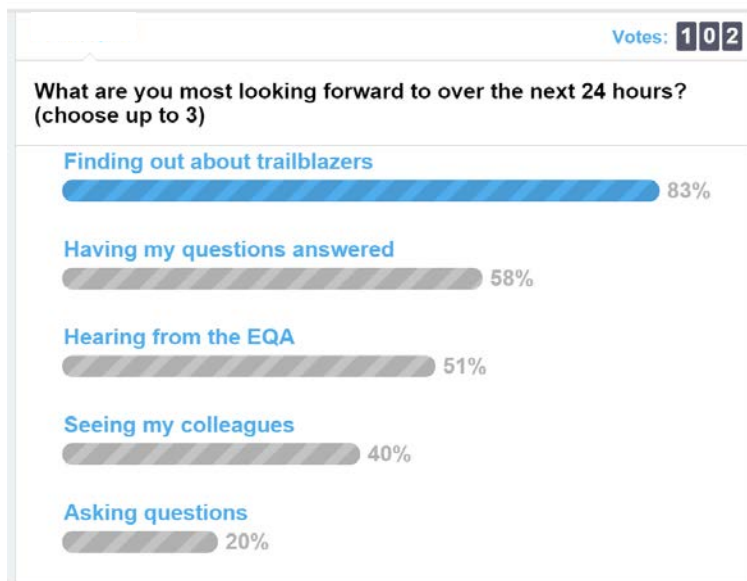 Votes: 102
What are you most looking forward to over the next 24 hours?
(choose up to 3)
Finding out about trailblazers
83%
Having my questions answered
58%
Hearing from the EQA
51%
Seeing my colleagues
40%
Asking questions
20%